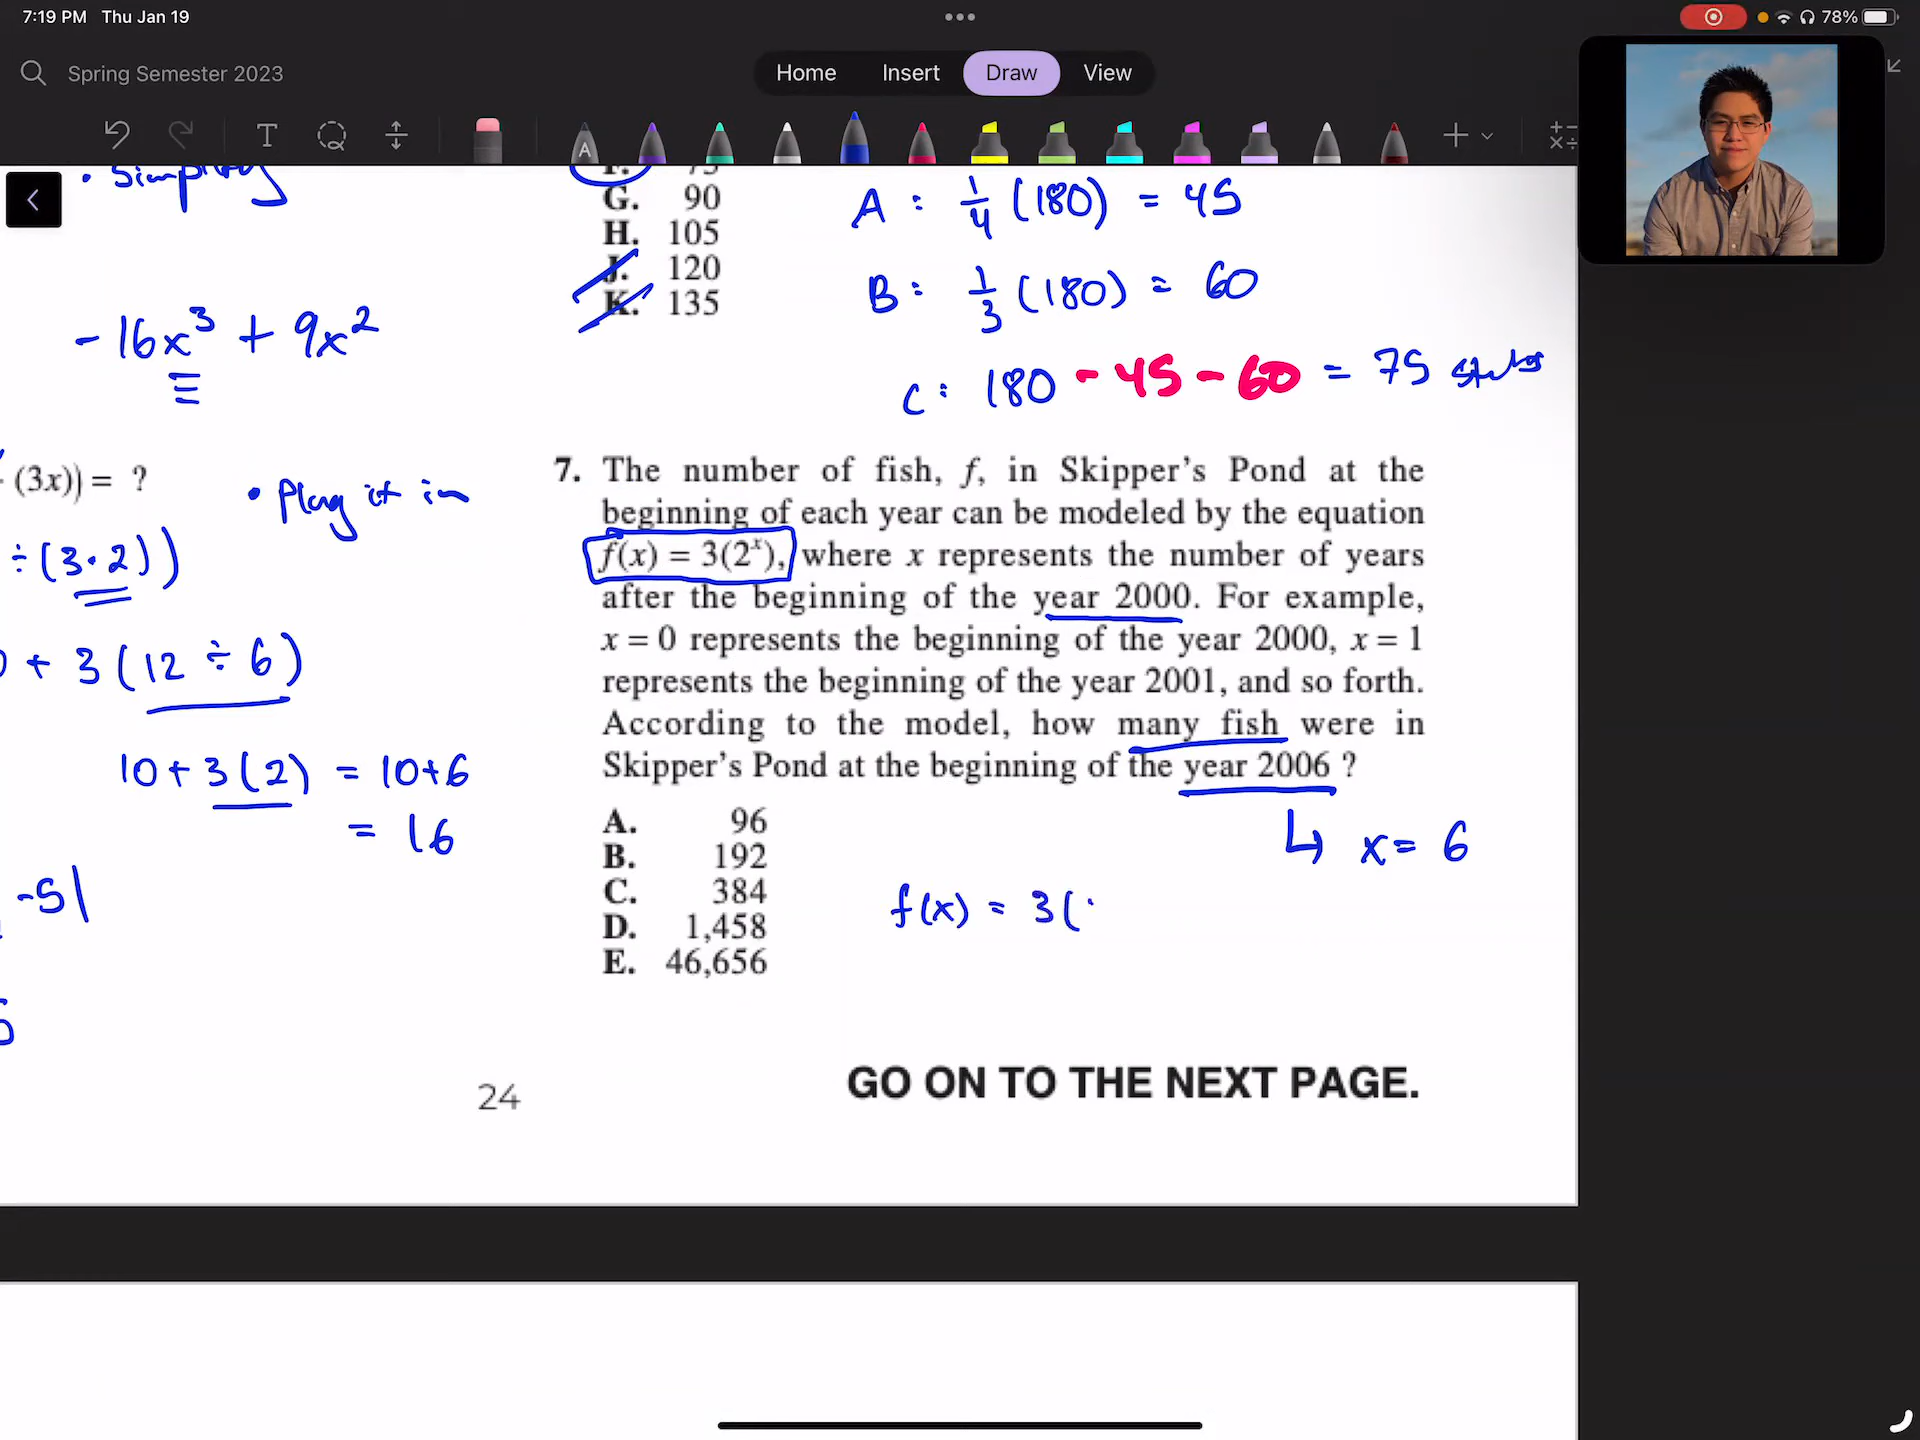 7:19 PM Thu Jan 19
78%
Spring Semester 2023
Home Insert Draw View
T
A
• Simplify
F. 75
G. 90
H. 105
J. 120
K. 135
A : 1/4 (180) = 45
B : 1/3 (180) = 60
C : 180 - 45 - 60 = 75
-16x³ + 9x²
(3x)) = ?
• Plug it in
÷ (3·2))
+ 3 (12 ÷ 6)
10 + 3 (2) = 10+6
= 16
-5|
7. The number of fish, f, in Skipper's Pond at the
beginning of each year can be modeled by the equation
f(x) = 3(2ˣ), where x represents the number of years
after the beginning of the year 2000. For example,
x = 0 represents the beginning of the year 2000, x = 1
represents the beginning of the year 2001, and so forth.
According to the model, how many fish were in
Skipper's Pond at the beginning of the year 2006 ?
A. 96
B. 192
C. 384
D. 1,458
E. 46,656
↳ x = 6
f(x) = 3(
24
GO ON TO THE NEXT PAGE.